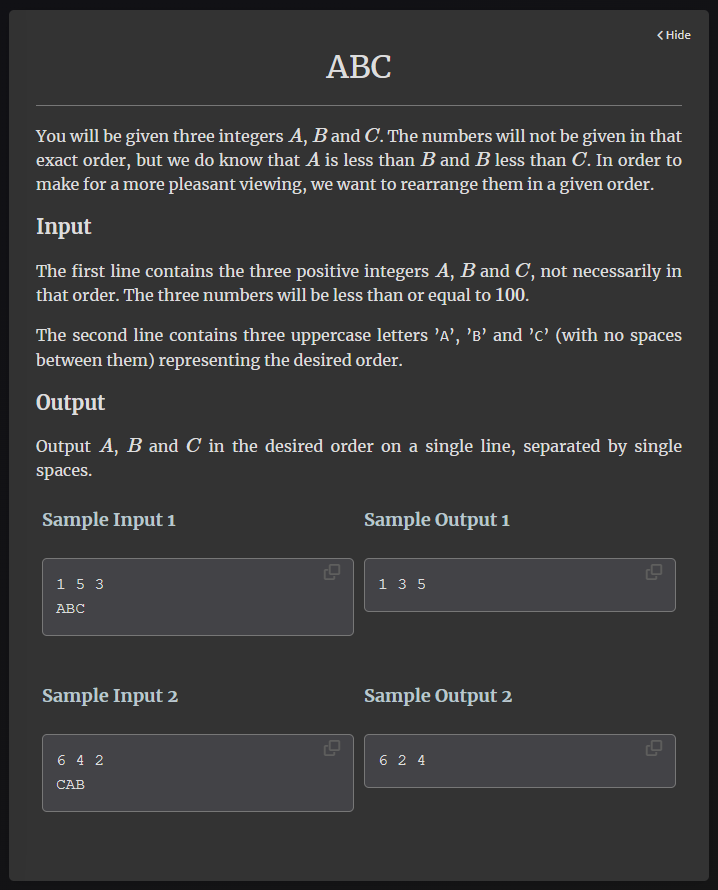 Hide
ABC
You will be given three integers A, B and C. The numbers will not be given in that
exact order, but we do know that A is less than B and B less than C. In order to
make for a more pleasant viewing, we want to rearrange them in a given order.
Input
The first line contains the three positive integers A, B and C, not necessarily in
that order. The three numbers will be less than or equal to 100.
The second line contains three uppercase letters ’A’, ’B’ and ’C’ (with no spaces
between them) representing the desired order.
Output
Output A, B and C in the desired order on a single line, separated by single
spaces.
Sample Input 1
1 5 3
ABC
Sample Output 1
1 3 5
Sample Input 2
6 4 2
CAB
Sample Output 2
6 2 4